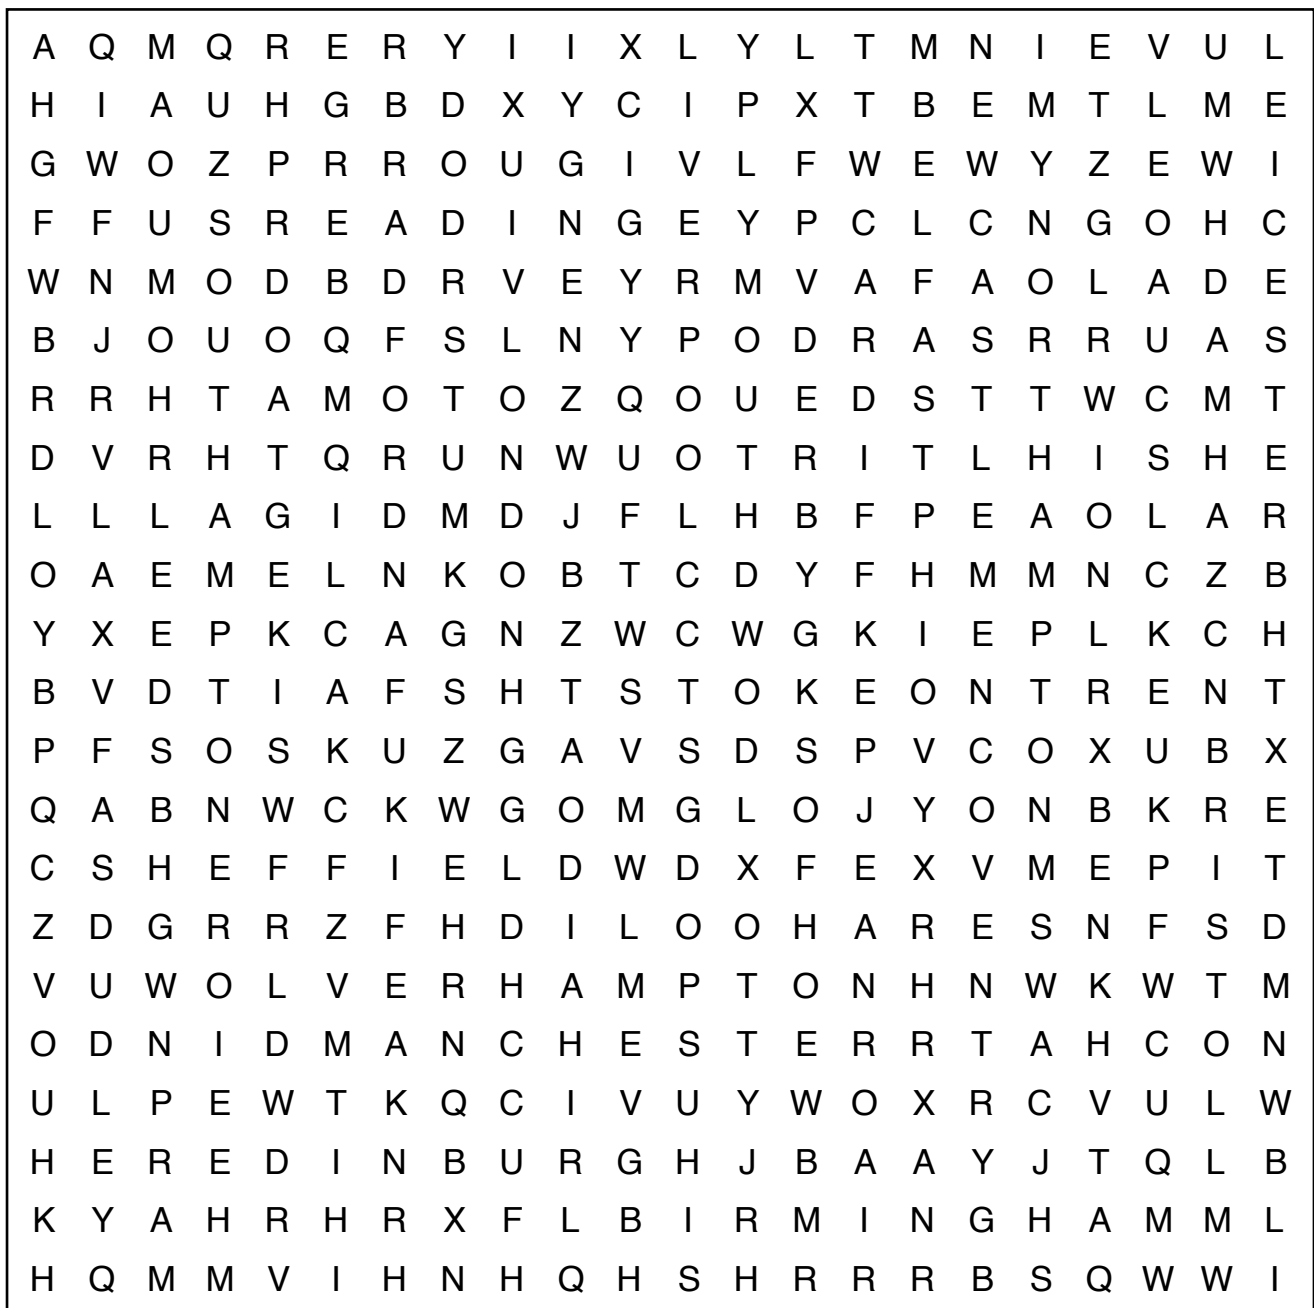 A Q M Q R E R Y I I X L Y L T M N I E V U L
H I A U H G B D X Y C I P X T B E M T L M E
G W O Z P R R O U G I V L F W E W Y Z E W I
F F U S R E A D I N G E Y P C L C N G O H C
W N M O D B D R V E Y R M V A F A O L A D E
B J O U O Q F S L N Y P O D R A S R R U A S
R R H T A M O T O Z Q O U E D S T T W C M T
D V R H T Q R U N W U O T R I T L H I S H E
L L L A G I D M D J F L H B F P E A O L A R
O A E M E L N K O B T C D Y F H M M N C Z B
Y X E P K C A G N Z W C W G K I E P L K C H
B V D T I A F S H T S T O K E O N T R E N T
P F S O S K U Z G A V S D S P V C O X U B X
Q A B N W C K W G O M G L O J Y O N B K R E
C S H E F F I E L D W D X F E X V M E P I T
Z D G R R Z F H D I L O O H A R E S N F S D
V U W O L V E R H A M P T O N H N W K W T M
O D N I D M A N C H E S T E R R T A H C O N
U L P E W T K Q C I V U Y W O X R C V U L W
H E R E D I N B U R G H J B A A Y J T Q L B
K Y A H R H R X F L B I R M I N G H A M M L
H Q M M V I H N H Q H S H R R R B S Q W W I